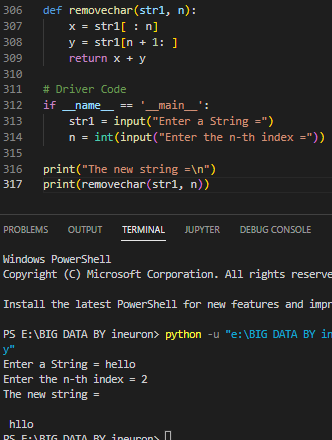 306 def removechar(str1, n):
307 x = str1[ : n]
308 y = str1[n + 1: ]
309 return x + y
310
311 # Driver Code
312 if __name__ == '__main__':
313 str1 = input("Enter a String =")
314 n = int(input("Enter the n-th index ="))
315
316 print("The new string =\n")
317 print(removechar(str1, n))
PROBLEMS OUTPUT TERMINAL JUPYTER DEBUG CONSOLE
Windows PowerShell
Copyright (C) Microsoft Corporation. All rights reserve
Install the latest PowerShell for new features and impr
PS E:\BIG DATA BY ineuron> python -u "e:\BIG DATA BY in
y"
Enter a String = hello
Enter the n-th index = 2
The new string =
hllo
PS E:\BIG DATA BY ineuron>